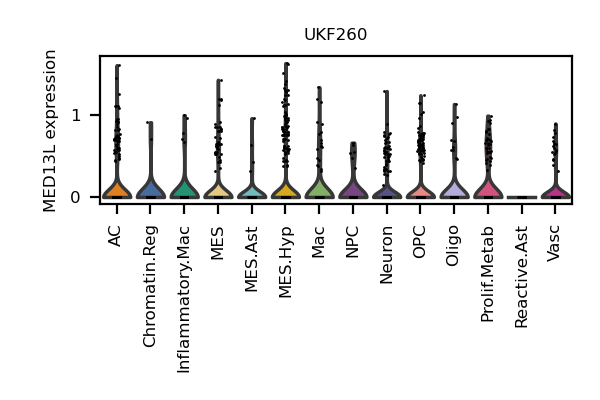 UKF260
MED13L expression
1
0
AC
Chromatin.Reg
Inflammatory.Mac
MES
MES.Ast
MES.Hyp
Mac
NPC
Neuron
OPC
Oligo
Prolif.Metab
Reactive.Ast
Vasc